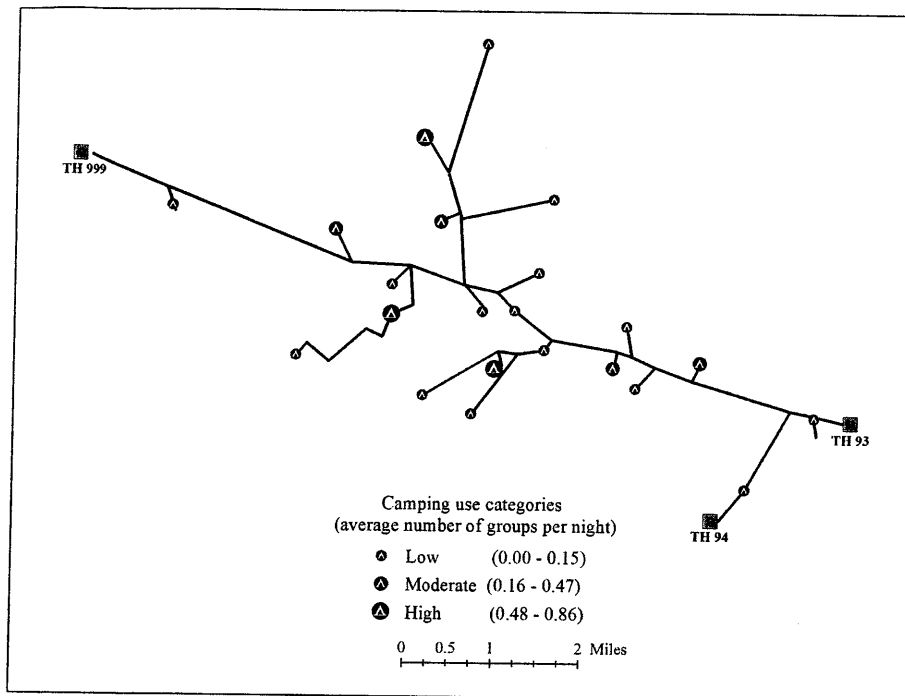 TH 999
TH 93
TH 94
Camping use categories
(average number of groups per night)
Low (0.00 - 0.15)
Moderate (0.16 - 0.47)
High (0.48 - 0.86)
0 0.5 1 2 Miles